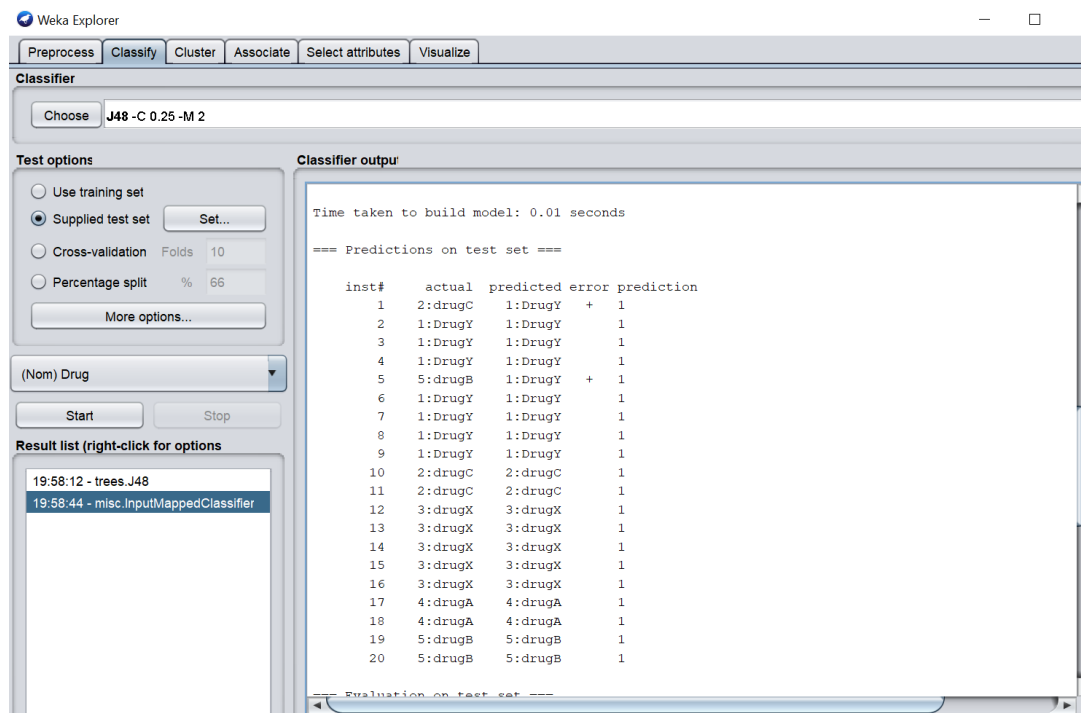 Weka Explorer
Preprocess Classify Cluster Associate Select attributes Visualize
Classifier
Choose J48 -C 0.25 -M 2
Test options
Use training set
Supplied test set Set...
Cross-validation Folds 10
Percentage split % 66
More options...
(Nom) Drug
Start Stop
Result list (right-click for options
19:58:12 - trees.J48
19:58:44 - misc.InputMappedClassifier
Classifier output
Time taken to build model: 0.01 seconds
=== Predictions on test set ===
inst# actual predicted error prediction
1 2:drugC 1:DrugY + 1
2 1:DrugY 1:DrugY 1
3 1:DrugY 1:DrugY 1
4 1:DrugY 1:DrugY 1
5 5:drugB 1:DrugY + 1
6 1:DrugY 1:DrugY 1
7 1:DrugY 1:DrugY 1
8 1:DrugY 1:DrugY 1
9 1:DrugY 1:DrugY 1
10 2:drugC 2:drugC 1
11 2:drugC 2:drugC 1
12 3:drugX 3:drugX 1
13 3:drugX 3:drugX 1
14 3:drugX 3:drugX 1
15 3:drugX 3:drugX 1
16 3:drugX 3:drugX 1
17 4:drugA 4:drugA 1
18 4:drugA 4:drugA 1
19 5:drugB 5:drugB 1
20 5:drugB 5:drugB 1
=== Evaluation on test set ===